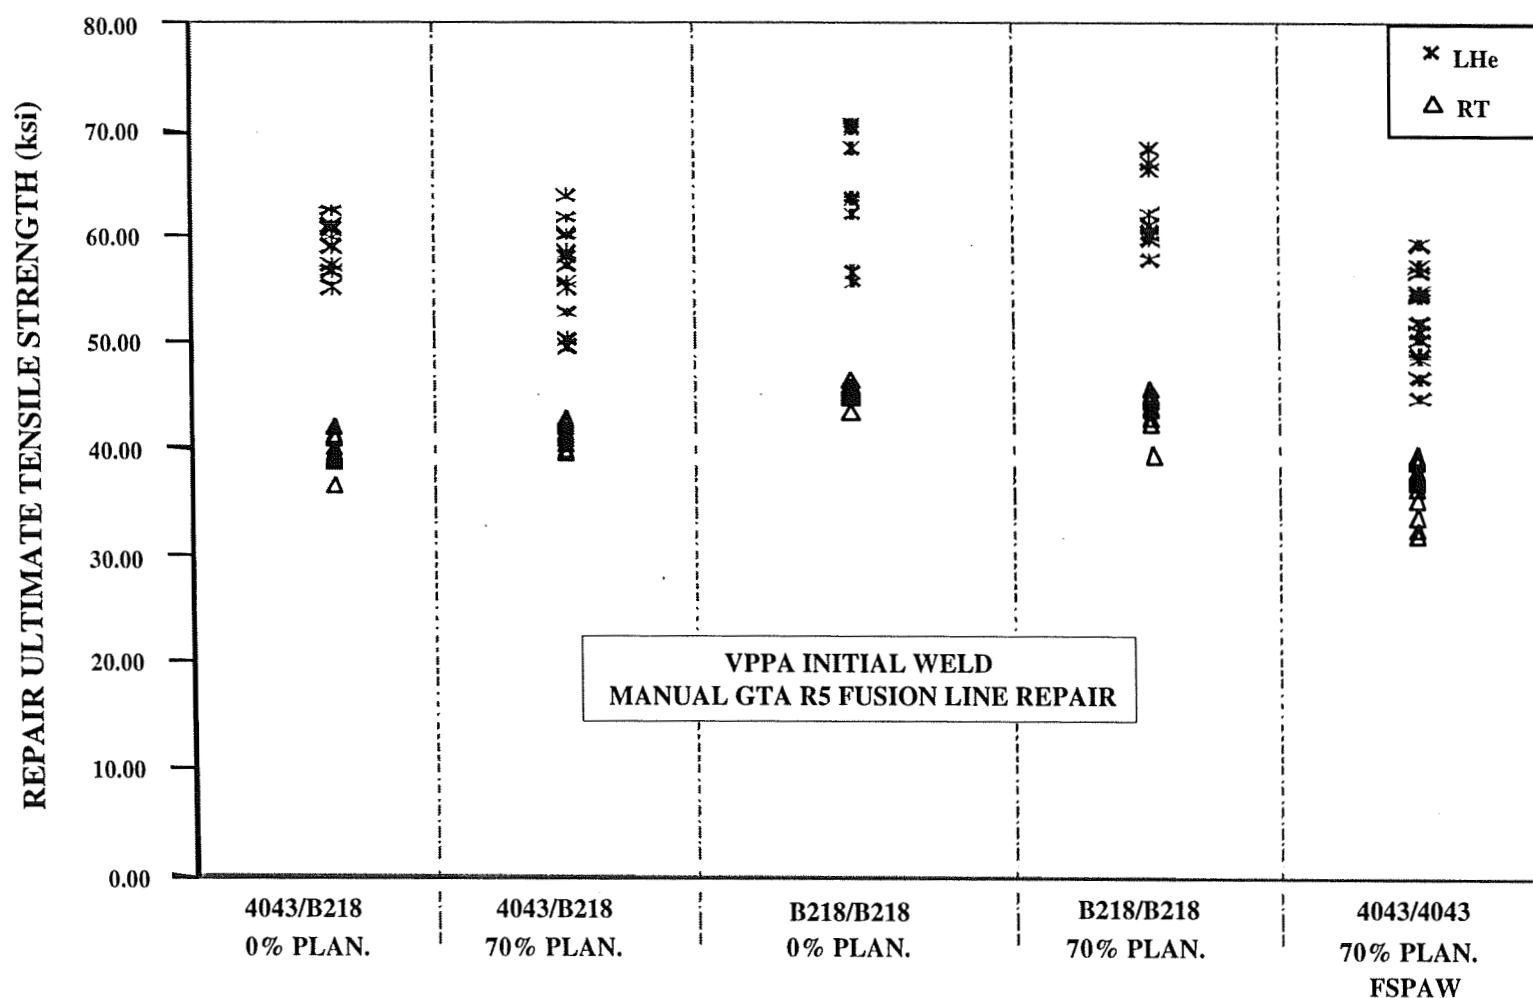 80.00
70.00
60.00
50.00
40.00
30.00
20.00
10.00
0.00
REPAIR ULTIMATE TENSILE STRENGTH (ksi)
LHe
RT
VPPA INITIAL WELD
MANUAL GTA R5 FUSION LINE REPAIR
4043/B218
0% PLAN.
4043/B218
70% PLAN.
B218/B218
0% PLAN.
B218/B218
70% PLAN.
4043/4043
70% PLAN.
FSPAW